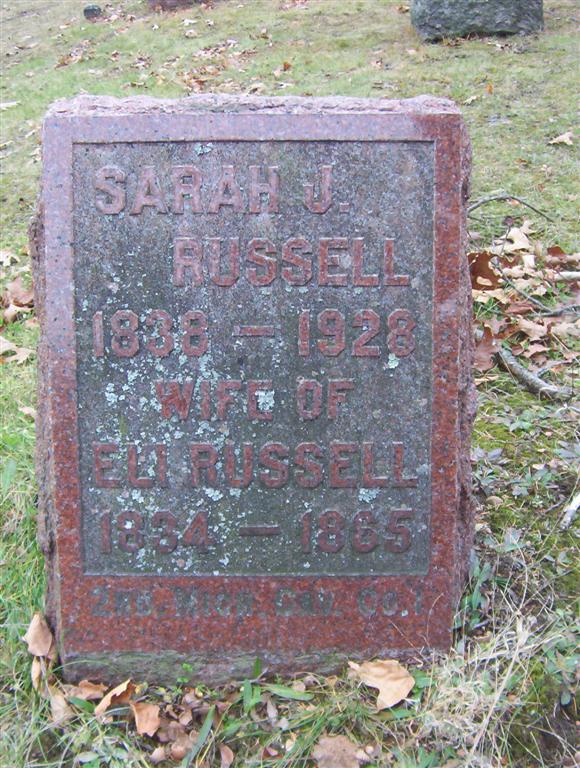 SARAH J.
RUSSELL
1838 — 1928
WIFE OF
ELI RUSSELL
1834 — 1865
2ND. MICH. CAV. CO. I